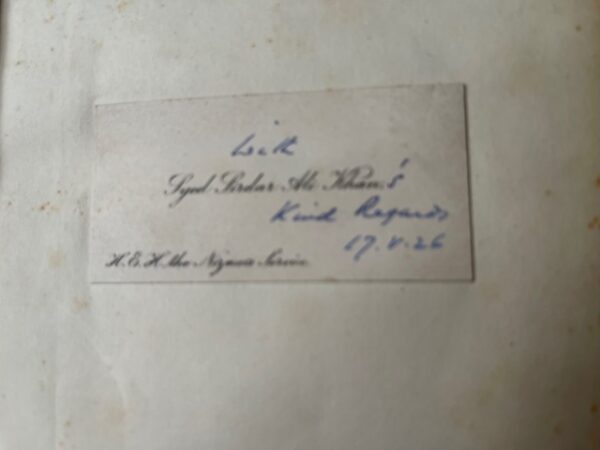 with
Syed Sirdar Ali Khan's
Kind Regards
17.V.26
H.E.H. the Nizam's Service